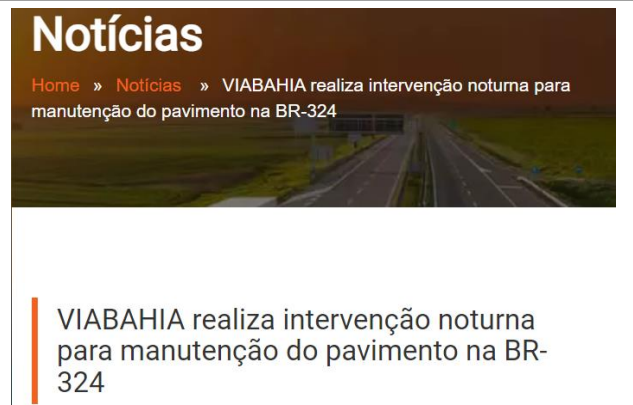 Notícias
Home » Notícias » VIABAHIA realiza intervenção noturna para
manutenção do pavimento na BR-324
VIABAHIA realiza intervenção noturna
para manutenção do pavimento na BR-
324